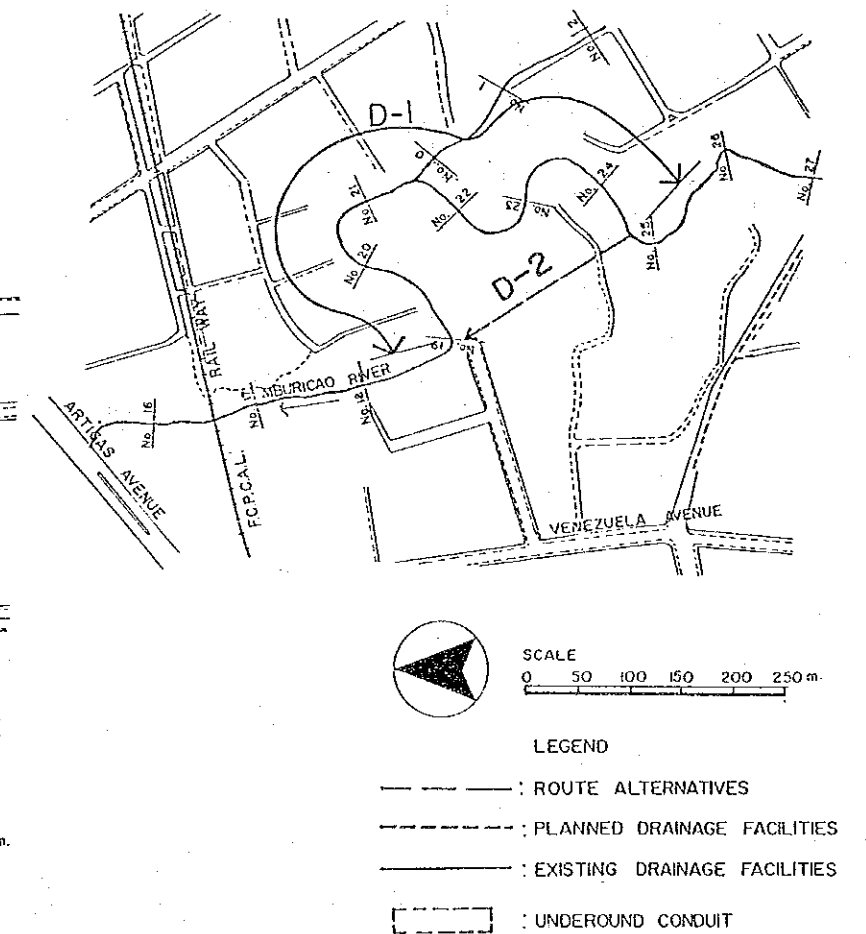 D-1
No. 2
No. 1
No. 0
No. 21
No. 22
No. 23
No. 24
No. 26
No. 27
No. 25
No. 20
D-2
No. 19
RAIL WAY
MBURICAO RIVER
No. 18
No. 17
No. 16
ARTIGAS AVENUE
F.C.P.C.A.L.
VENEZUELA AVENUE
SCALE
0 50 100 150 200 250 m.
LEGEND
: ROUTE ALTERNATIVES
: PLANNED DRAINAGE FACILITIES
: EXISTING DRAINAGE FACILITIES
: UNDEROUND CONDUIT
m.